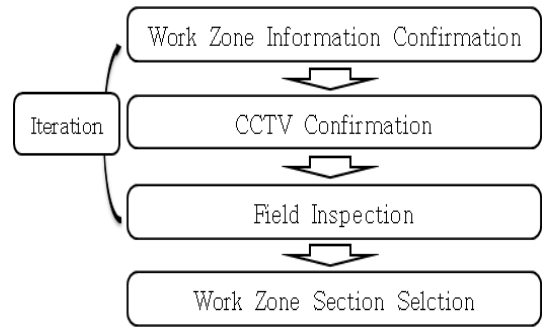 Work Zone Information Confirmation
Iteration
CCTV Confirmation
Field Inspection
Work Zone Section Selction